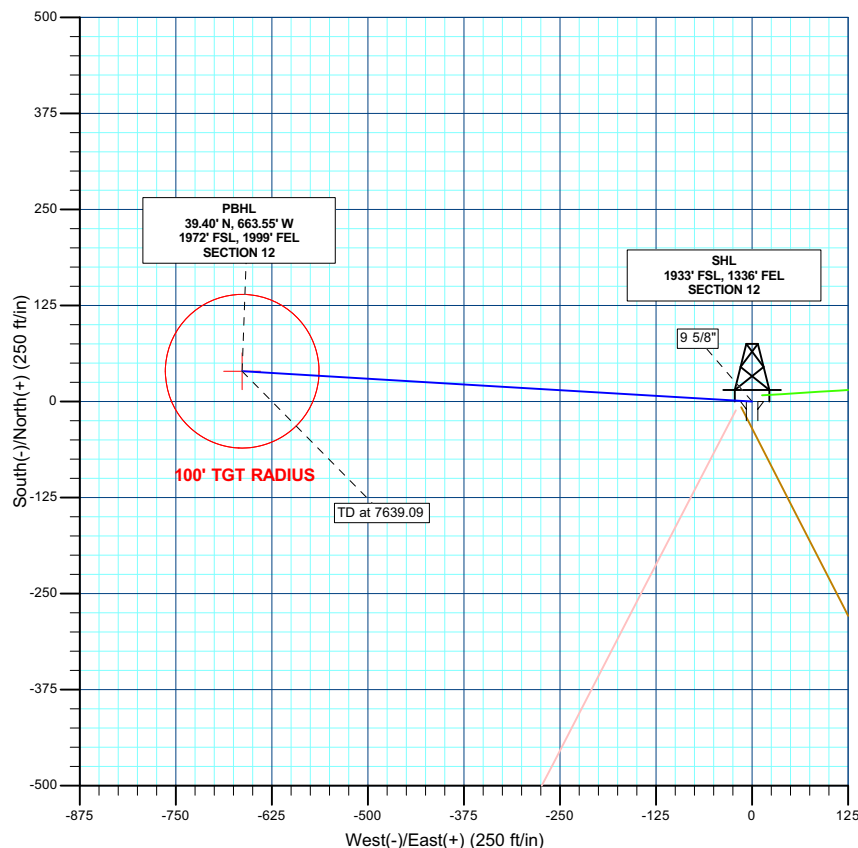 500
375
250
125
0
-125
-250
-375
-500
South(-)/North(+) (250 ft/in)
PBHL
39.40' N, 663.55' W
1972' FSL, 1999' FEL
SECTION 12
SHL
1933' FSL, 1336' FEL
SECTION 12
9 5/8"
100' TGT RADIUS
TD at 7639.09
-875
-750
-625
-500
-375
-250
-125
0
125
West(-)/East(+) (250 ft/in)